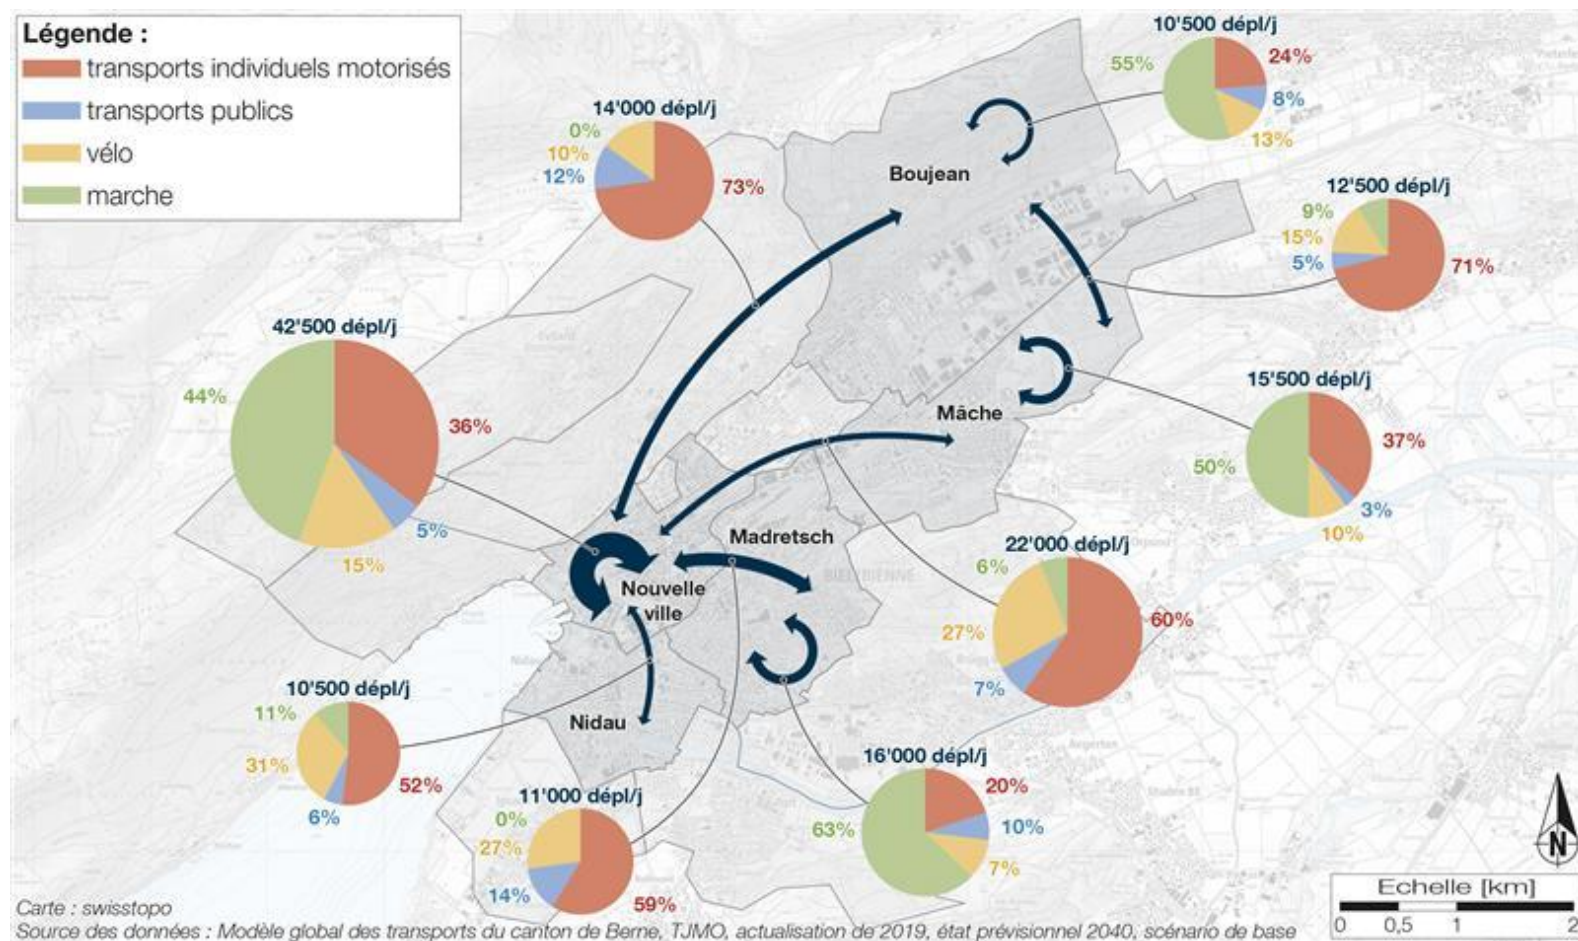 Légende :
transports individuels motorisés
transports publics
vélo
marche
10'500 dépl/j
55%
24%
8%
13%
14'000 dépl/j
0%
10%
12%
73%
Boujean
12'500 dépl/j
9%
15%
5%
71%
42'500 dépl/j
44%
36%
5%
15%
Mâche
15'500 dépl/j
37%
50%
3%
10%
Madretsch
BIEL/BIENNE
Nouvelle
ville
22'000 dépl/j
6%
60%
27%
7%
10'500 dépl/j
11%
31%
52%
6%
Nidau
11'000 dépl/j
0%
27%
14%
59%
16'000 dépl/j
20%
63%
10%
7%
N
Echelle [km]
0 0,5 1 2
Carte : swisstopo
Source des données : Modèle global des transports du canton de Berne, TJMO, actualisation de 2019, état prévisionnel 2040, scénario de base